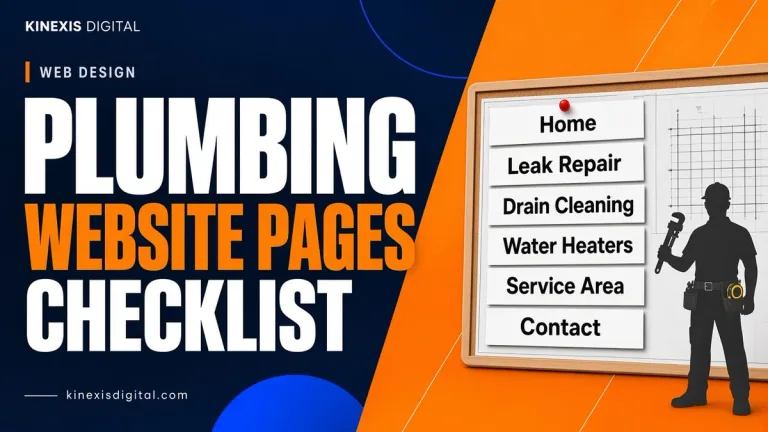 KINEXIS DIGITAL
WEB DESIGN
PLUMBING
WEBSITE PAGES
CHECKLIST
kinexisdigital.com
Home
Leak Repair
Drain Cleaning
Water Heaters
Service Area
Contact